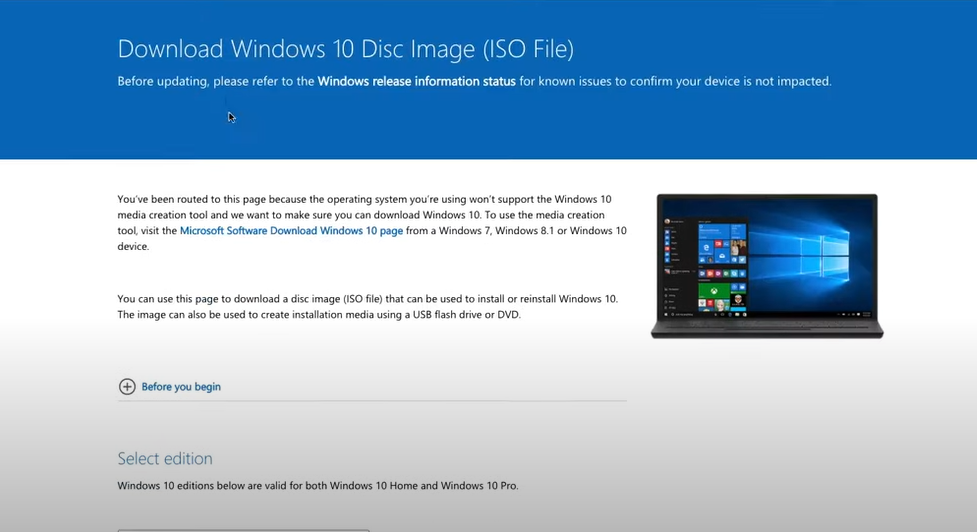 Download Windows 10 Disc Image (ISO File)
Before updating, please refer to the Windows release information status for known issues to confirm your device is not impacted.
You've been routed to this page because the operating system you're using won't support the Windows 10
media creation tool and we want to make sure you can download Windows 10. To use the media creation
tool, visit the Microsoft Software Download Windows 10 page from a Windows 7, Windows 8.1 or Windows 10
device.
You can use this page to download a disc image (ISO file) that can be used to install or reinstall Windows 10.
The image can also be used to create installation media using a USB flash drive or DVD.
Before you begin
Select edition
Windows 10 editions below are valid for both Windows 10 Home and Windows 10 Pro.